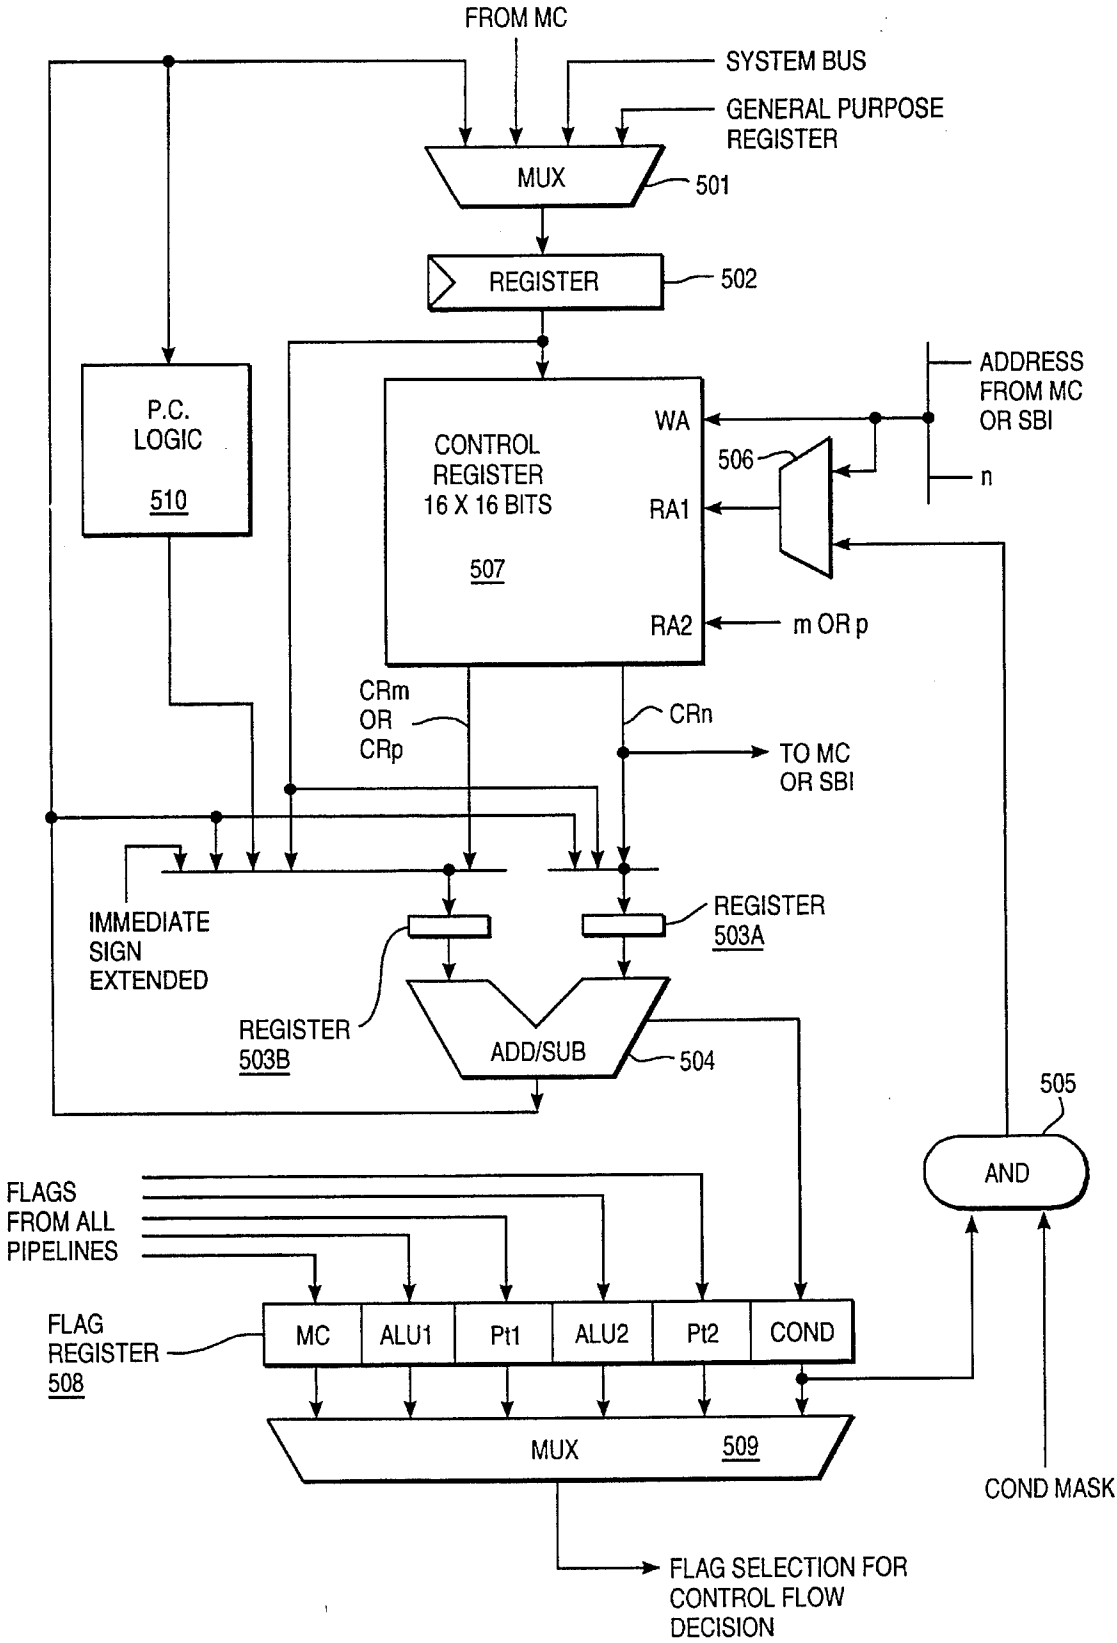 FROM MC
SYSTEM BUS
GENERAL PURPOSE
REGISTER
MUX
501
REGISTER
502
P.C.
LOGIC
510
CONTROL
REGISTER
16 X 16 BITS
507
WA
RA1
RA2
506
ADDRESS
FROM MC
OR SBI
n
m OR p
CRm
OR
CRp
CRn
TO MC
OR SBI
IMMEDIATE
SIGN
EXTENDED
REGISTER
503A
REGISTER
503B
ADD/SUB
504
505
AND
FLAGS
FROM ALL
PIPELINES
FLAG
REGISTER
508
MC
ALU1
Pt1
ALU2
Pt2
COND
MUX
509
COND MASK
FLAG SELECTION FOR
CONTROL FLOW
DECISION